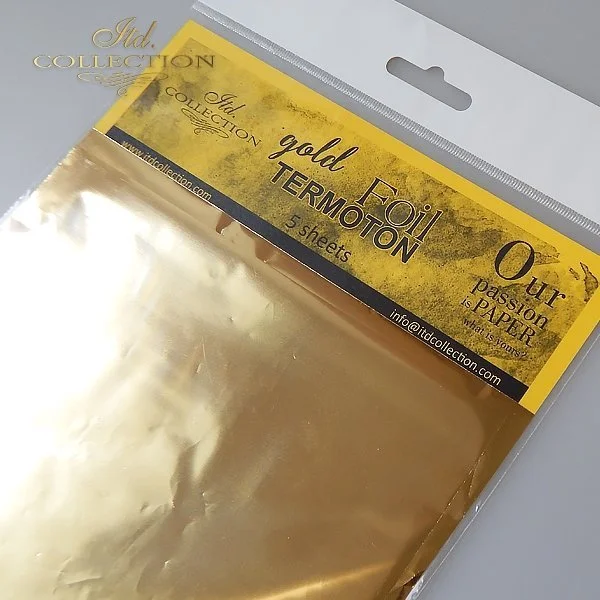 Itd.
COLLECTION
Itd.
COLLECTION
gold
Foil
TERMOTON
5 sheets
www.itdcollection.com
Our
passion
is PAPER
what is yours?
info@itdcollection.com